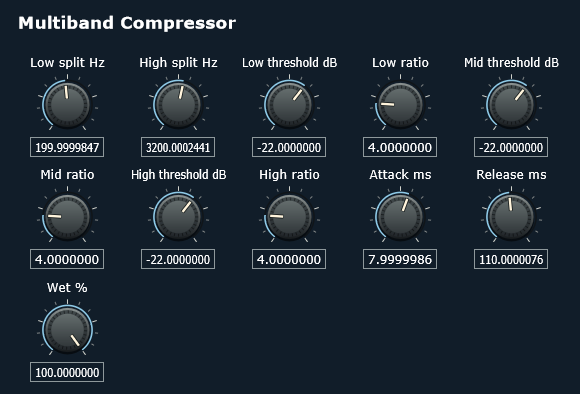 Multiband Compressor
Low split Hz High split Hz Low threshold dB Low ratio Mid threshold dB
199.9999847 3200.0002441 -22.0000000 4.0000000 -22.0000000
Mid ratio High threshold dB High ratio Attack ms Release ms
4.0000000 -22.0000000 4.0000000 7.9999986 110.0000076
Wet %
100.0000000